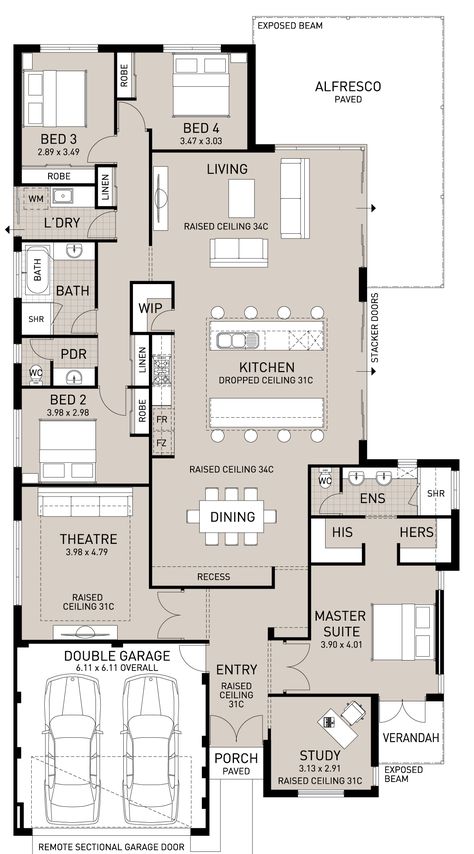 EXPOSED BEAM
ALFRESCO
PAVED
ROBE
BED 3
2.89 x 3.49
BED 4
3.47 x 3.03
ROBE
LINEN
LIVING
RAISED CEILING 34C
WM
L'DRY
BATH
BATH
SHR
WIP
STACKER DOORS
KITCHEN
DROPPED CEILING 31C
PDR
WC
LINEN
BED 2
3.98 x 2.98
ROBE
FR
FZ
RAISED CEILING 34C
DINING
RECESS
WC
ENS
SHR
HIS
HERS
THEATRE
3.98 x 4.79
RAISED
CEILING 31C
MASTER
SUITE
3.90 x 4.01
DOUBLE GARAGE
6.11 x 6.11 OVERALL
ENTRY
RAISED
CEILING
31C
PORCH
PAVED
STUDY
3.13 x 2.91
RAISED CEILING 31C
VERANDAH
EXPOSED
BEAM
REMOTE SECTIONAL GARAGE DOOR